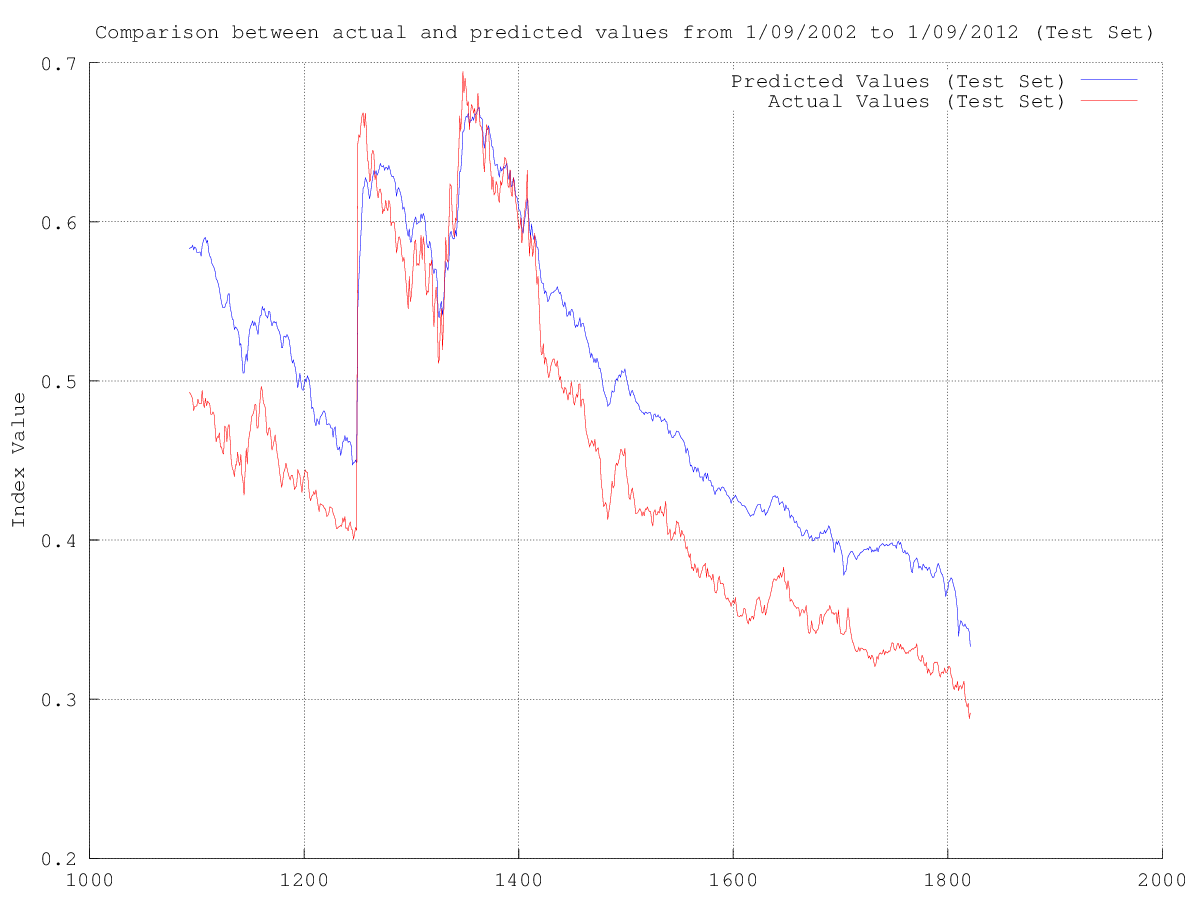 Comparison between actual and predicted values from 1/09/2002 to 1/09/2012 (Test Set)
0.7
Predicted Values (Test Set)
Actual Values (Test Set)
0.6
0.5
Index Value
0.4
0.3
0.2
1000 1200 1400 1600 1800 2000